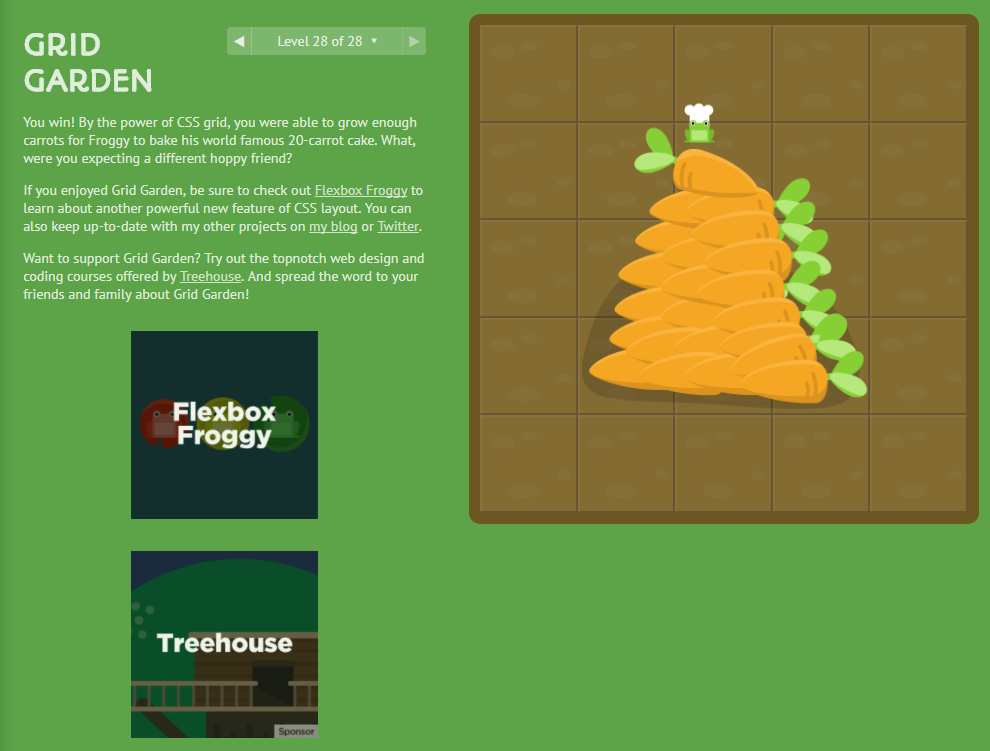 GRID
GARDEN
◀ Level 28 of 28 ▼ ▶
You win! By the power of CSS grid, you were able to grow enough
carrots for Froggy to bake his world famous 20-carrot cake. What,
were you expecting a different hoppy friend?
If you enjoyed Grid Garden, be sure to check out Flexbox Froggy to
learn about another powerful new feature of CSS layout. You can
also keep up-to-date with my other projects on my blog or Twitter.
Want to support Grid Garden? Try out the topnotch web design and
coding courses offered by Treehouse. And spread the word to your
friends and family about Grid Garden!
Flexbox
Froggy
Treehouse
Sponsor